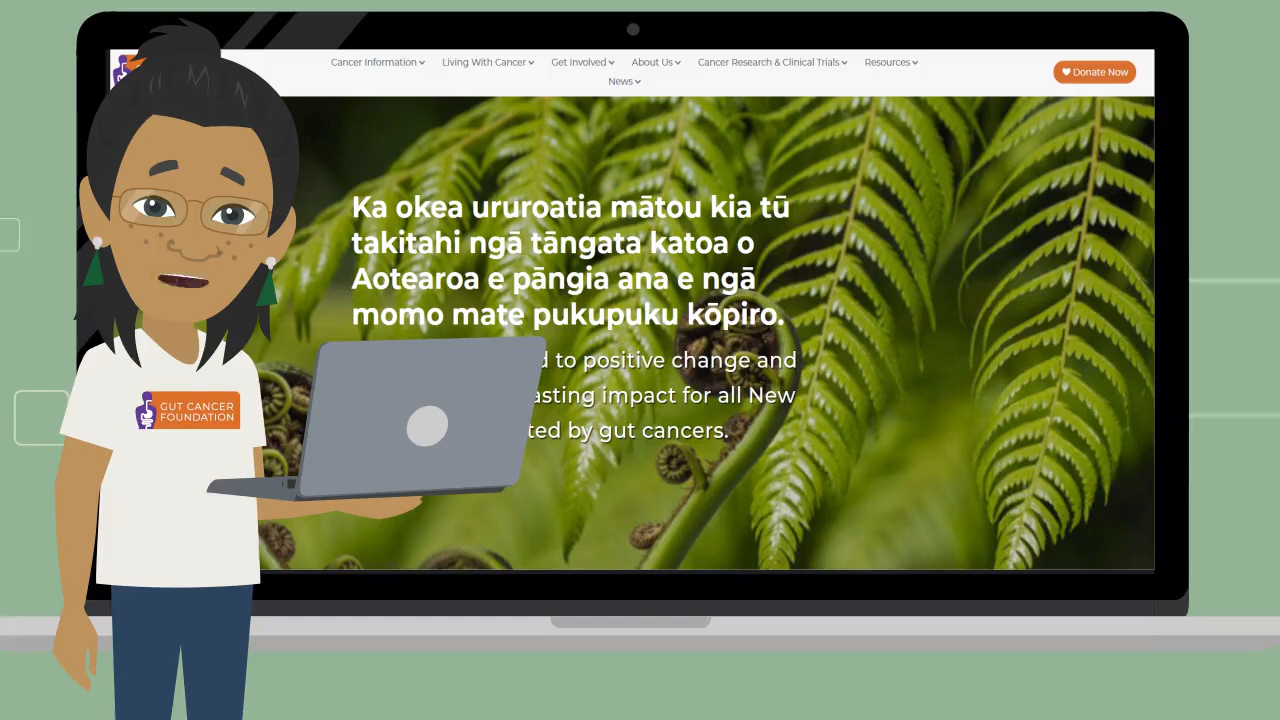 Cancer Information Living With Cancer Get Involved About Us Cancer Research & Clinical Trials Resources
News
Donate Now
Ka okea ururoatia mātou kia tū
takitahi ngā tāngata katoa o
Aotearoa e pāngia ana e ngā
momo mate pukupuku kōpiro.
to positive change and
impact for all New
by gut cancers.
GUT CANCER
FOUNDATION